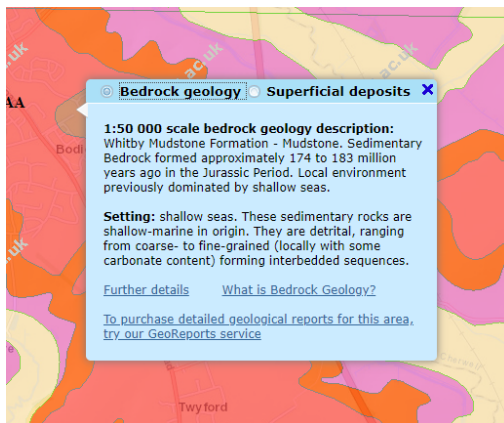 ac.uk
ac.uk
.uk
AA
Bedrock geology Superficial deposits
Bodi
1:50 000 scale bedrock geology description:
Whitby Mudstone Formation - Mudstone. Sedimentary
Bedrock formed approximately 174 to 183 million
years ago in the Jurassic Period. Local environment
previously dominated by shallow seas.
Setting: shallow seas. These sedimentary rocks are
shallow-marine in origin. They are detrital, ranging
from coarse- to fine-grained (locally with some
carbonate content) forming interbedded sequences.
Further details What is Bedrock Geology?
To purchase detailed geological reports for this area,
try our GeoReports service
.uk
Cherwell
Twyford